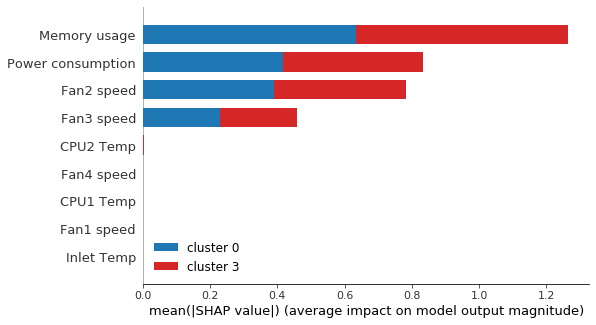 Memory usage
Power consumption
Fan2 speed
Fan3 speed
CPU2 Temp
Fan4 speed
CPU1 Temp
Fan1 speed
Inlet Temp
cluster 0
cluster 3
0.0 0.2 0.4 0.6 0.8 1.0 1.2
mean(|SHAP value|) (average impact on model output magnitude)